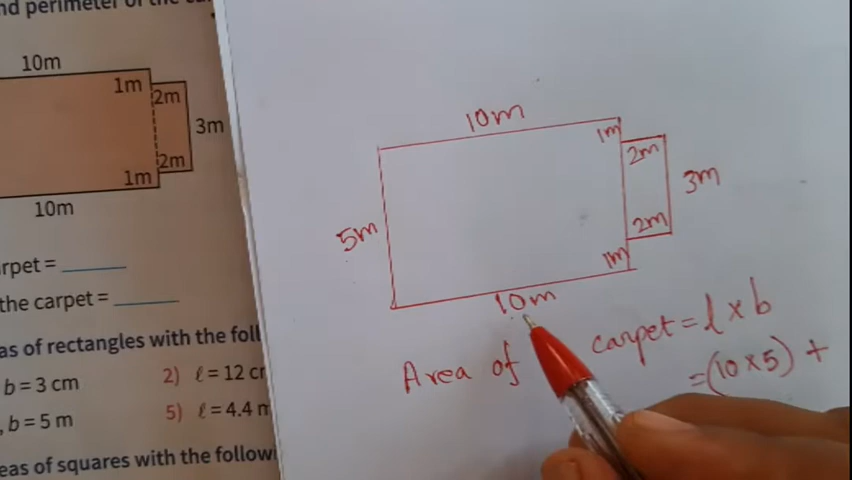 nd perimeter of the ca
10m
1m
2m
3m
2m
1m
10m
rpet =
the carpet =
as of rectangles with the foll
b = 3 cm
2) ℓ = 12 cr
, b = 5 m
5) ℓ = 4.4 m
eas of squares with the follow
10m
1m
2m
5m
3m
2m
1m
10m
Area of carpet = l × b
= (10 × 5) +